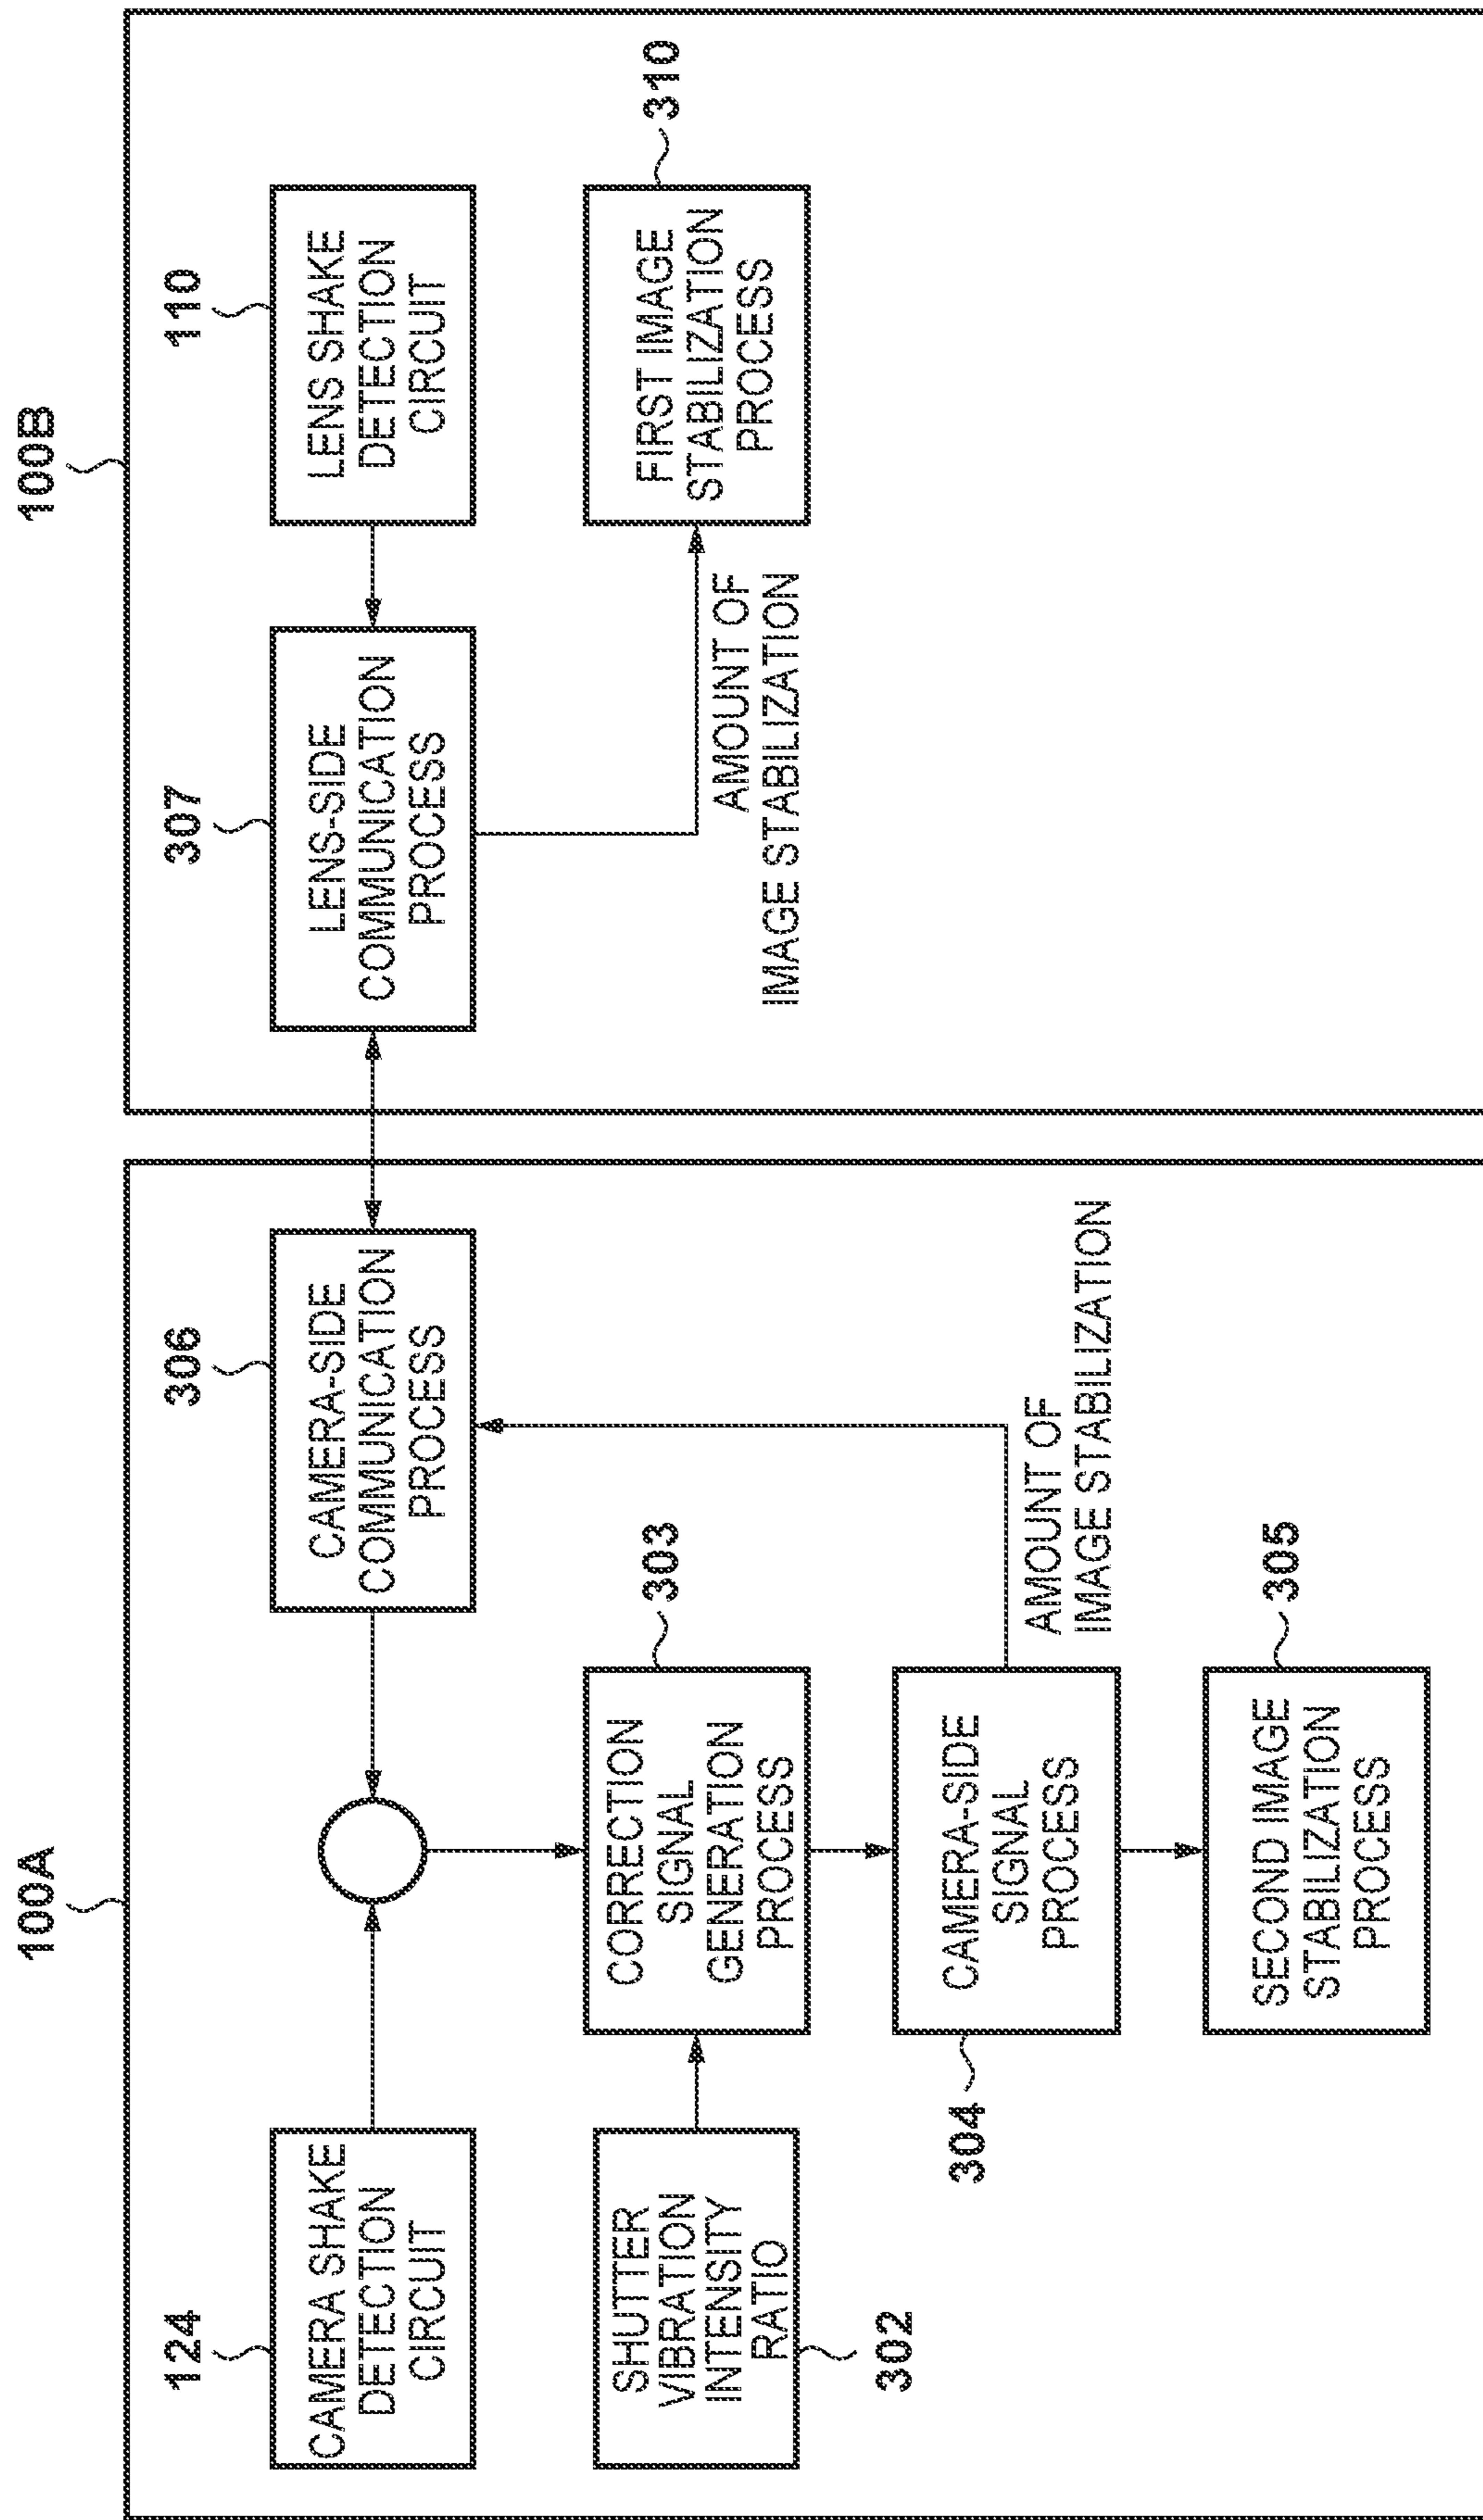 100A
100B
124
CAMERA SHAKE
DETECTION
CIRCUIT
306
CAMERA-SIDE
COMMUNICATION
PROCESS
307
LENS-SIDE
COMMUNICATION
PROCESS
110
LENS SHAKE
DETECTION
CIRCUIT
SHUTTER
VIBRATION
INTENSITY
RATIO
302
303
CORRECTION
SIGNAL
GENERATION
PROCESS
310
FIRST IMAGE
STABILIZATION
PROCESS
AMOUNT OF
IMAGE STABILIZATION
304
CAMERA-SIDE
SIGNAL
PROCESS
AMOUNT OF
IMAGE STABILIZATION
305
SECOND IMAGE
STABILIZATION
PROCESS